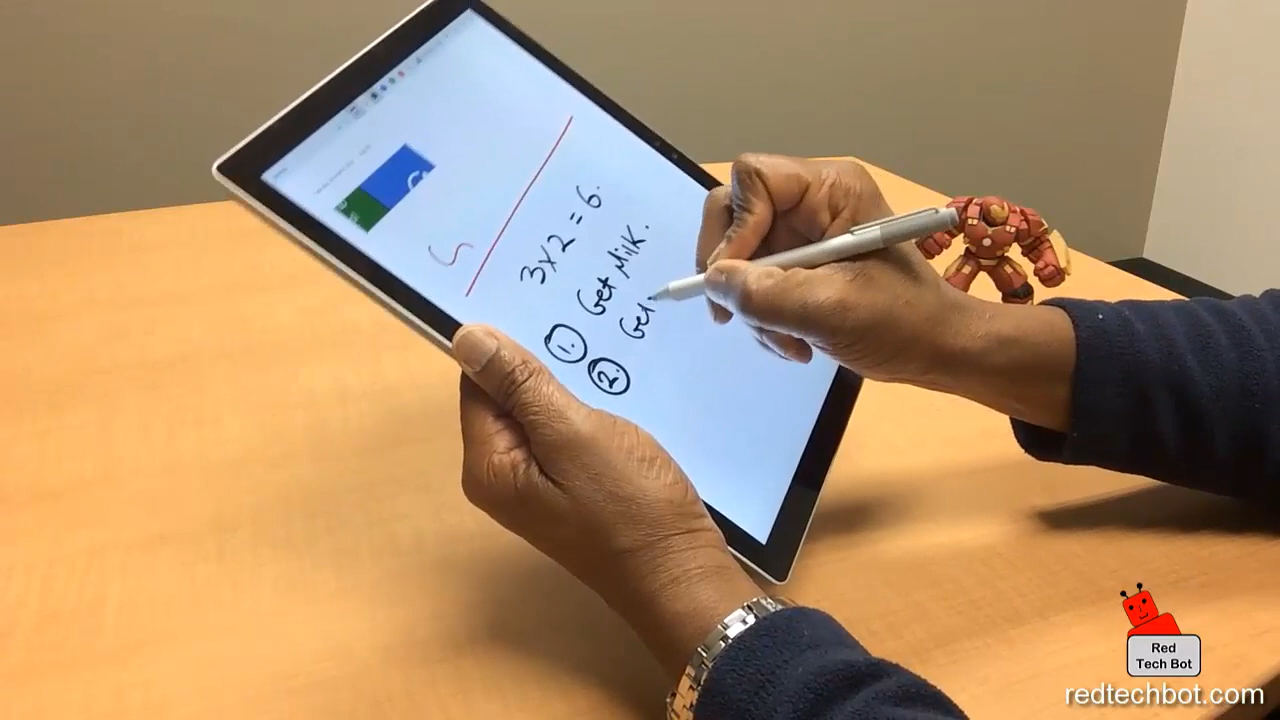 3x2 = 6.
1. Get Milk.
2. Get
Red
Tech Bot
redtechbot.com